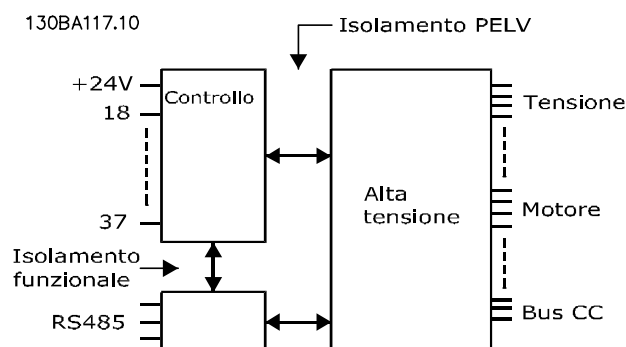 130BA117.10
Isolamento PELV
+24V
Controllo
18
37
Tensione
Alta
tensione
Motore
Isolamento
funzionale
RS485
Bus CC